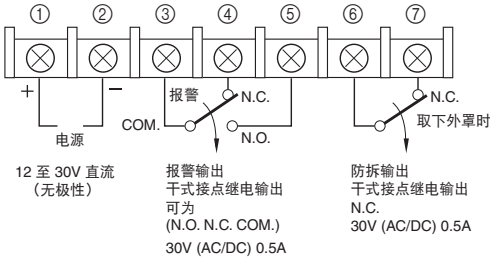 ① ② ③ ④ ⑤ ⑥ ⑦
+ −
电源
12 至 30V 直流
（无极性）
报警
N.C.
COM.
N.O.
报警输出
干式接点继电输出
可为
(N.O. N.C. COM.)
30V (AC/DC) 0.5A
N.C.
取下外罩时
防拆输出
干式接点继电输出
N.C.
30V (AC/DC) 0.5A